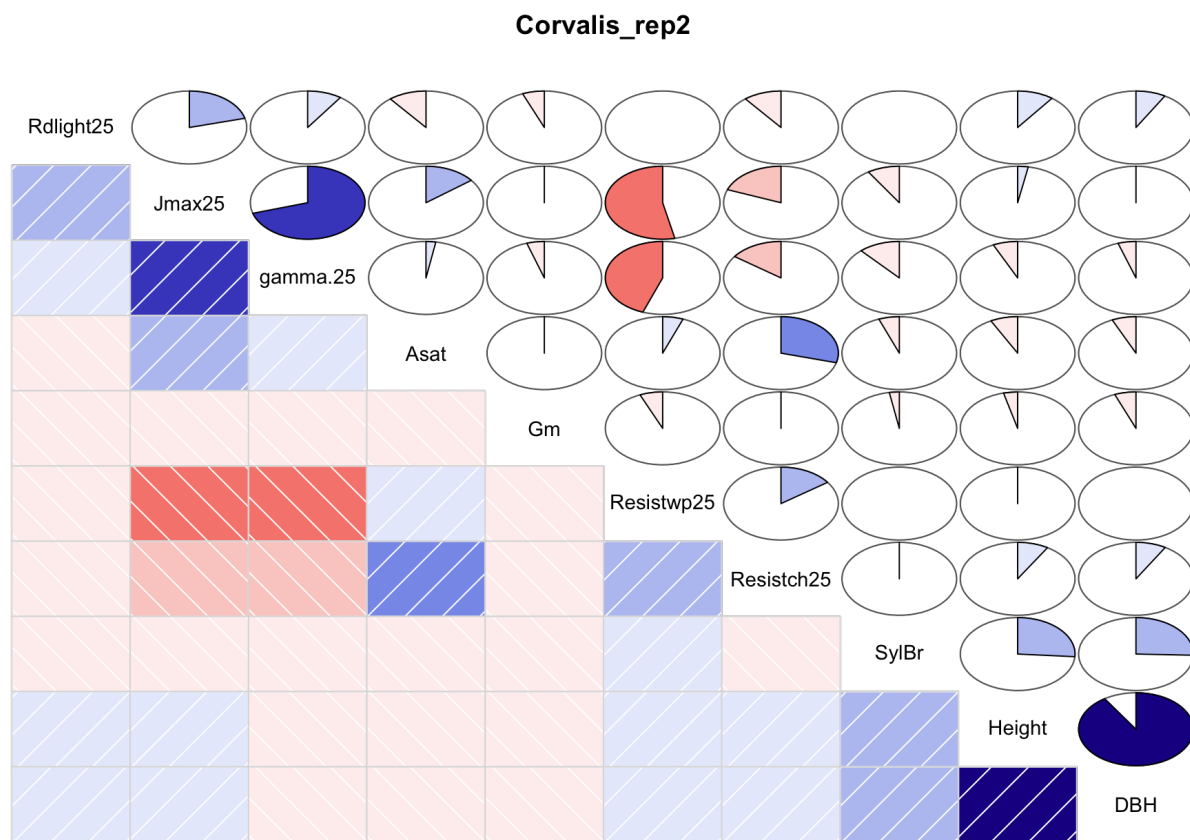 Corvalis_rep2
Rdlight25
Jmax25
gamma.25
Asat
Gm
Resistwp25
Resistch25
SylBr
Height
DBH